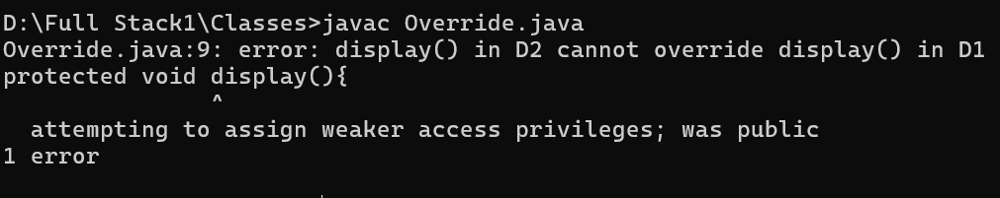 D:\Full Stack1\Classes>javac Override.java
Override.java:9: error: display() in D2 cannot override display() in D1
protected void display(){
               ^
  attempting to assign weaker access privileges; was public
1 error